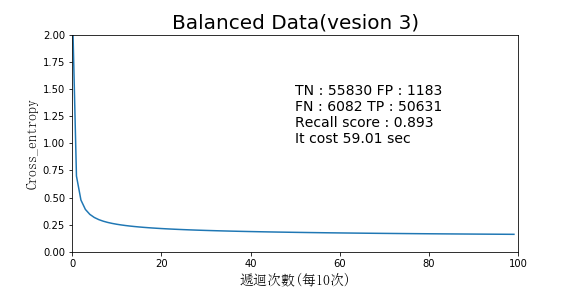 Balanced Data(vesion 3)
2.00
1.75
1.50
1.25
1.00
0.75
0.50
0.25
0.00
Cross_entropy
TN : 55830 FP : 1183
FN : 6082 TP : 50631
Recall score : 0.893
It cost 59.01 sec
0 20 40 60 80 100
遞迴次數(每10次)